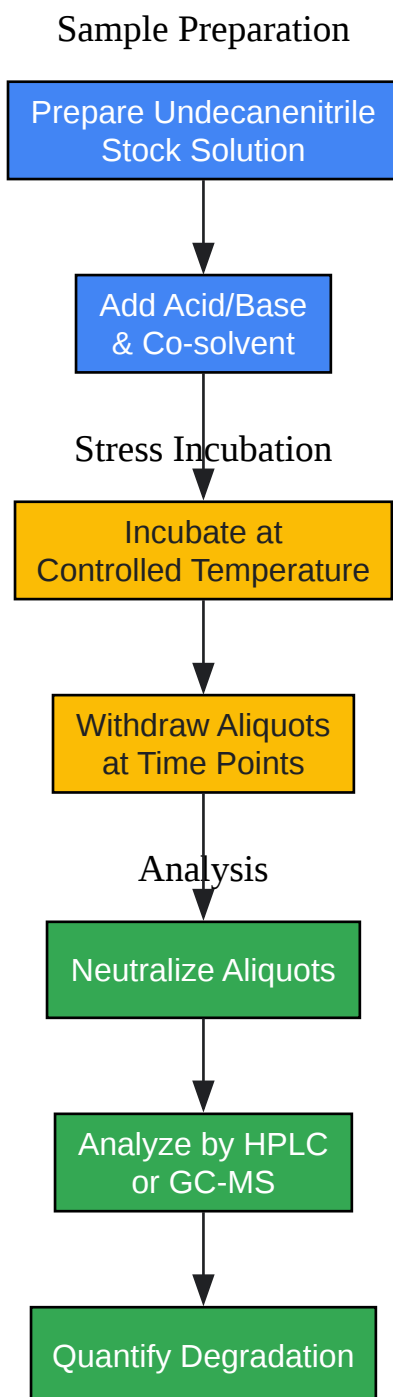 Sample Preparation
Prepare Undecanenitrile
Stock Solution
Add Acid/Base
& Co-solvent
Stress Incubation
Incubate at
Controlled Temperature
Withdraw Aliquots
at Time Points
Analysis
Neutralize Aliquots
Analyze by HPLC
or GC-MS
Quantify Degradation